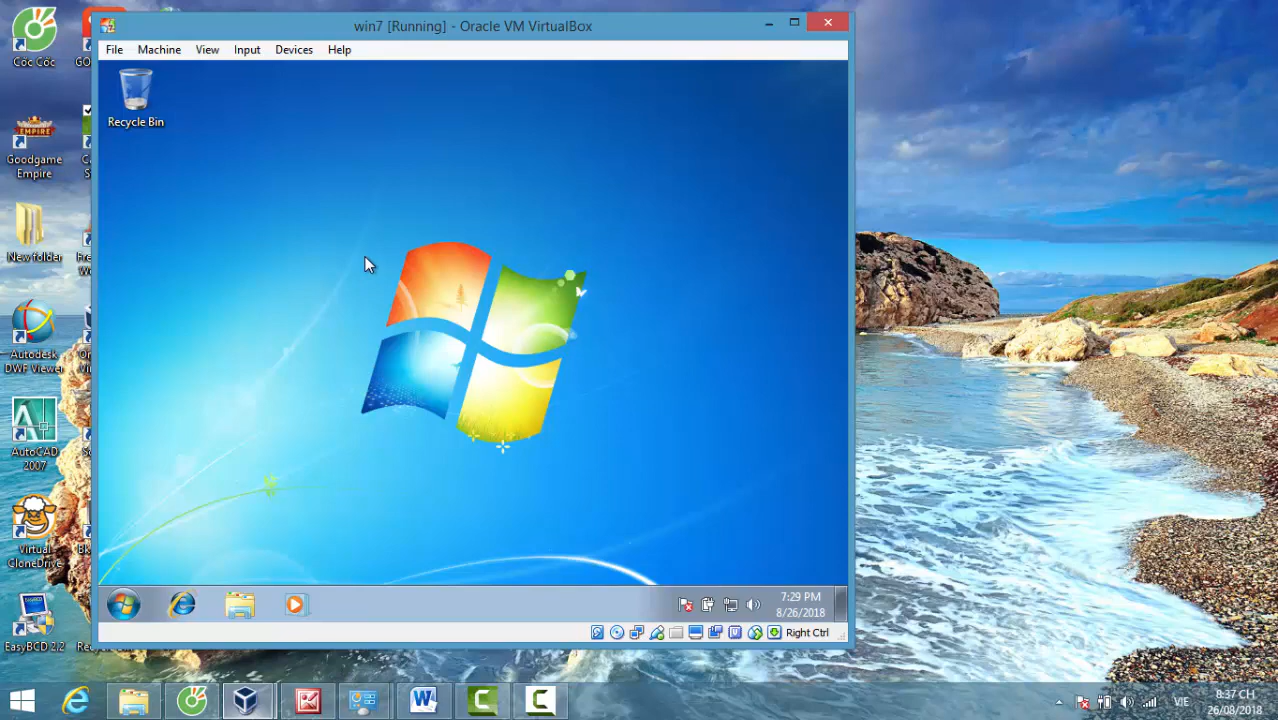 win7 [Running] - Oracle VM VirtualBox
File Machine View Input Devices Help
Recycle Bin
7:29 PM
8/26/2018
Right Ctrl
Cốc Cốc
Goodgame
Empire
New folder
Autodesk
DWF Viewer
AutoCAD
2007
Virtual
CloneDrive
EasyBCD 2.2
VIE
8:37 CH
26/08/2018